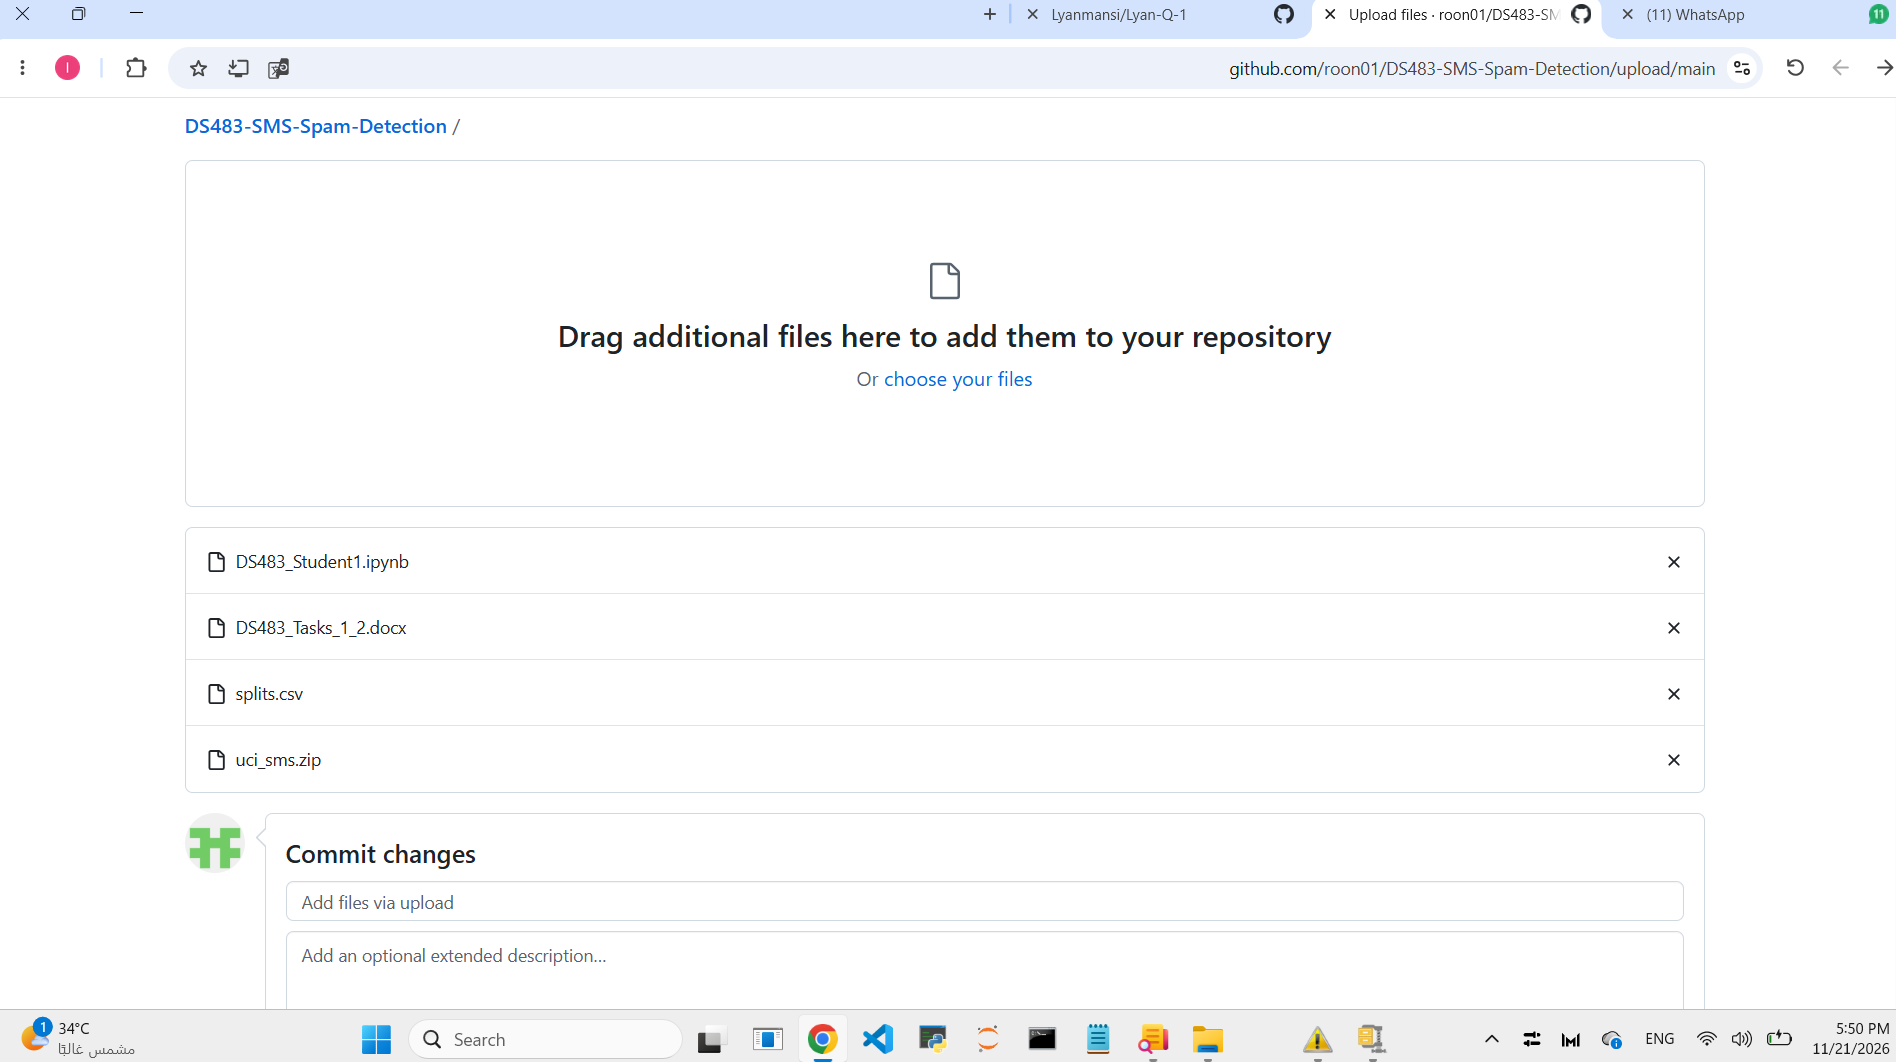 Lyanmansi/Lyan-Q-1
Upload files · roon01/DS483-SM
(11) WhatsApp
11
I
github.com/roon01/DS483-SMS-Spam-Detection/upload/main
DS483-SMS-Spam-Detection /
Drag additional files here to add them to your repository
Or choose your files
DS483_Student1.ipynb
DS483_Tasks_1_2.docx
splits.csv
uci_sms.zip
Commit changes
Add files via upload
Add an optional extended description...
1
34°C
مشمس غالبًا
Search
ENG
5:50 PM
11/21/2026